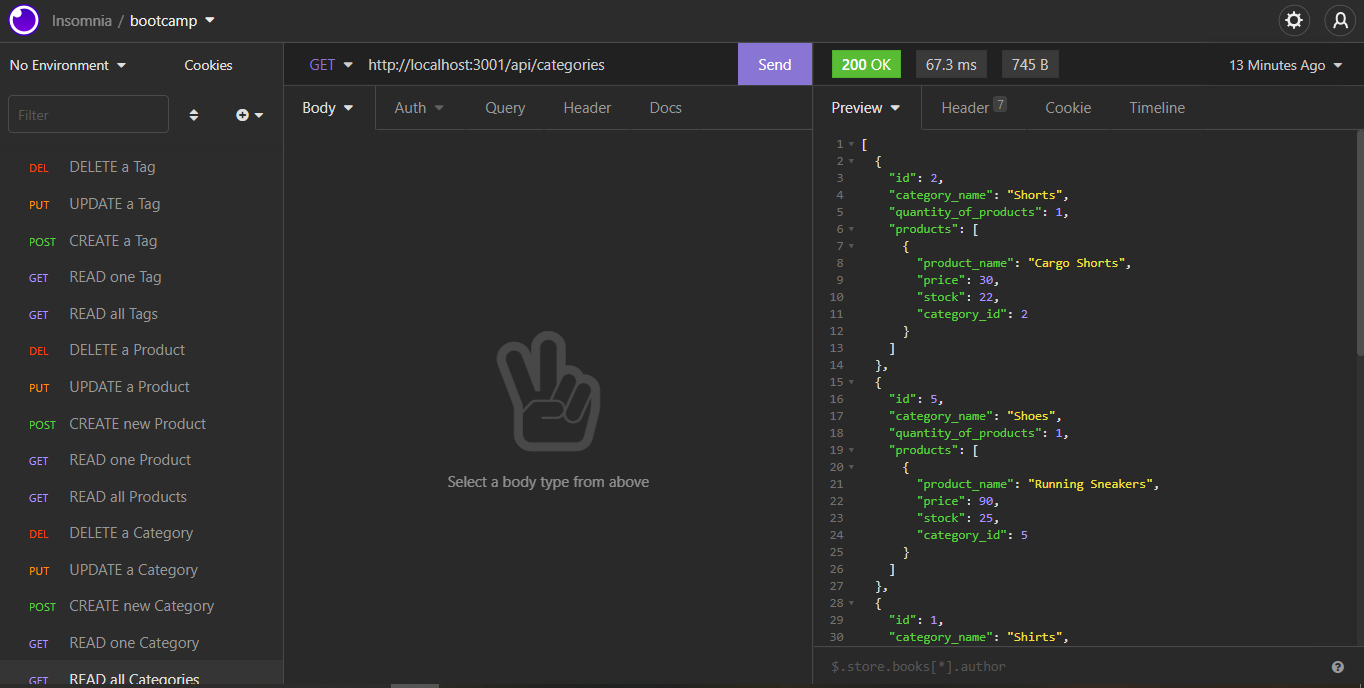 Insomnia / bootcamp
No Environment
Cookies
Filter
DEL DELETE a Tag
PUT UPDATE a Tag
POST CREATE a Tag
GET READ one Tag
GET READ all Tags
DEL DELETE a Product
PUT UPDATE a Product
POST CREATE new Product
GET READ one Product
GET READ all Products
DEL DELETE a Category
PUT UPDATE a Category
POST CREATE new Category
GET READ one Category
GET READ all Categories
GET http://localhost:3001/api/categories Send
Body Auth Query Header Docs
Select a body type from above
200 OK 67.3 ms 745 B 13 Minutes Ago
Preview Header 7 Cookie Timeline
1 [
2 {
3 "id": 2,
4 "category_name": "Shorts",
5 "quantity_of_products": 1,
6 "products": [
7 {
8 "product_name": "Cargo Shorts",
9 "price": 30,
10 "stock": 22,
11 "category_id": 2
12 }
13 ]
14 },
15 {
16 "id": 5,
17 "category_name": "Shoes",
18 "quantity_of_products": 1,
19 "products": [
20 {
21 "product_name": "Running Sneakers",
22 "price": 90,
23 "stock": 25,
24 "category_id": 5
25 }
26 ]
27 },
28 {
29 "id": 1,
30 "category_name": "Shirts",
$.store.books[*].author ?